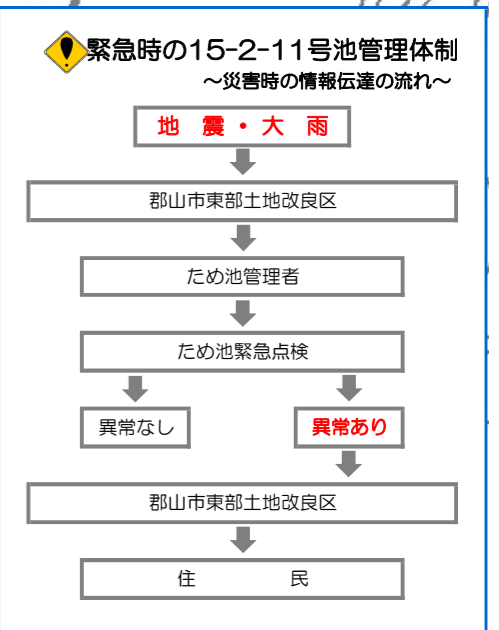 緊急時の15-2-11号池管理体制
～災害時の情報伝達の流れ～
地 震・大 雨
郡山市東部土地改良区
ため池管理者
ため池緊急点検
異常なし 異常あり
郡山市東部土地改良区
住 民